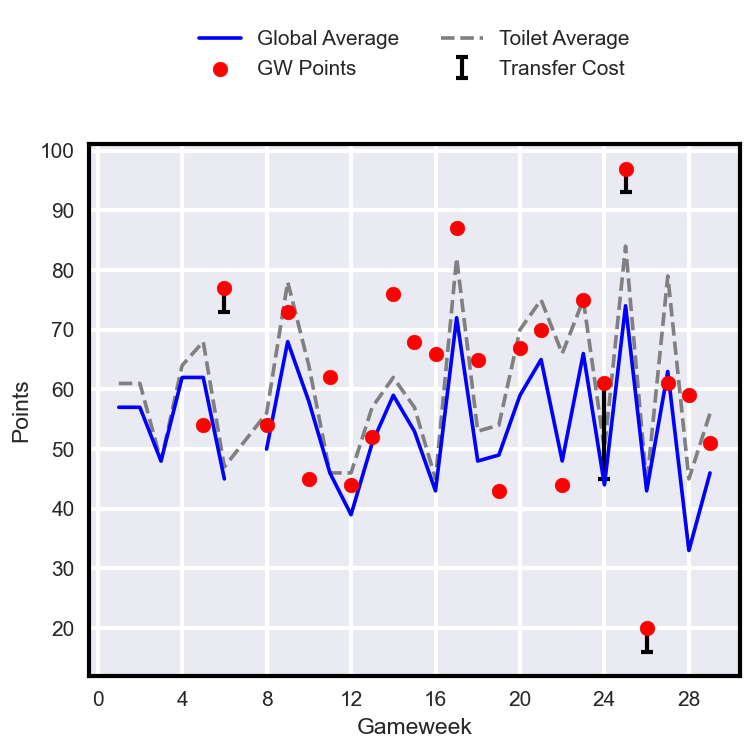 Global Average
Toilet Average
GW Points
Transfer Cost
100
90
80
70
60
50
40
30
20
Points
0 4 8 12 16 20 24 28
Gameweek